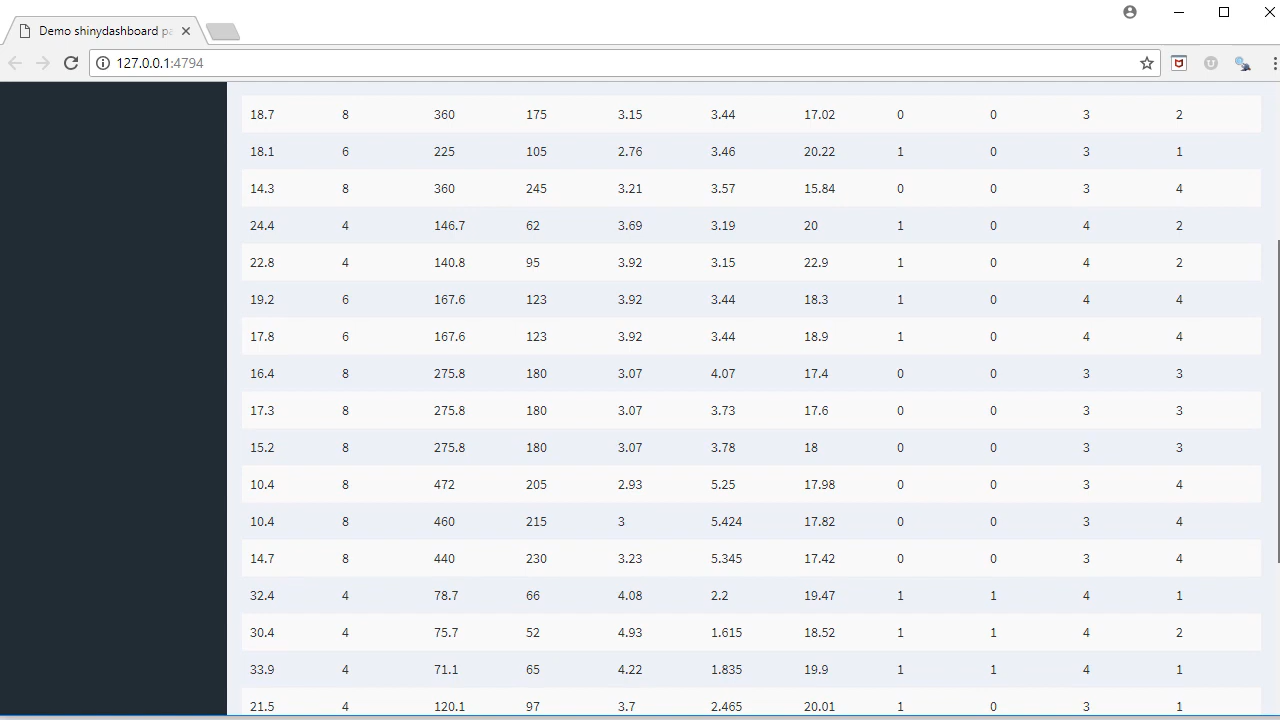 Demo shinydashboard pa
127.0.0.1:4794
18.7 8 360 175 3.15 3.44 17.02 0 0 3 2
18.1 6 225 105 2.76 3.46 20.22 1 0 3 1
14.3 8 360 245 3.21 3.57 15.84 0 0 3 4
24.4 4 146.7 62 3.69 3.19 20 1 0 4 2
22.8 4 140.8 95 3.92 3.15 22.9 1 0 4 2
19.2 6 167.6 123 3.92 3.44 18.3 1 0 4 4
17.8 6 167.6 123 3.92 3.44 18.9 1 0 4 4
16.4 8 275.8 180 3.07 4.07 17.4 0 0 3 3
17.3 8 275.8 180 3.07 3.73 17.6 0 0 3 3
15.2 8 275.8 180 3.07 3.78 18 0 0 3 3
10.4 8 472 205 2.93 5.25 17.98 0 0 3 4
10.4 8 460 215 3 5.424 17.82 0 0 3 4
14.7 8 440 230 3.23 5.345 17.42 0 0 3 4
32.4 4 78.7 66 4.08 2.2 19.47 1 1 4 1
30.4 4 75.7 52 4.93 1.615 18.52 1 1 4 2
33.9 4 71.1 65 4.22 1.835 19.9 1 1 4 1
21.5 4 120.1 97 3.7 2.465 20.01 1 0 3 1